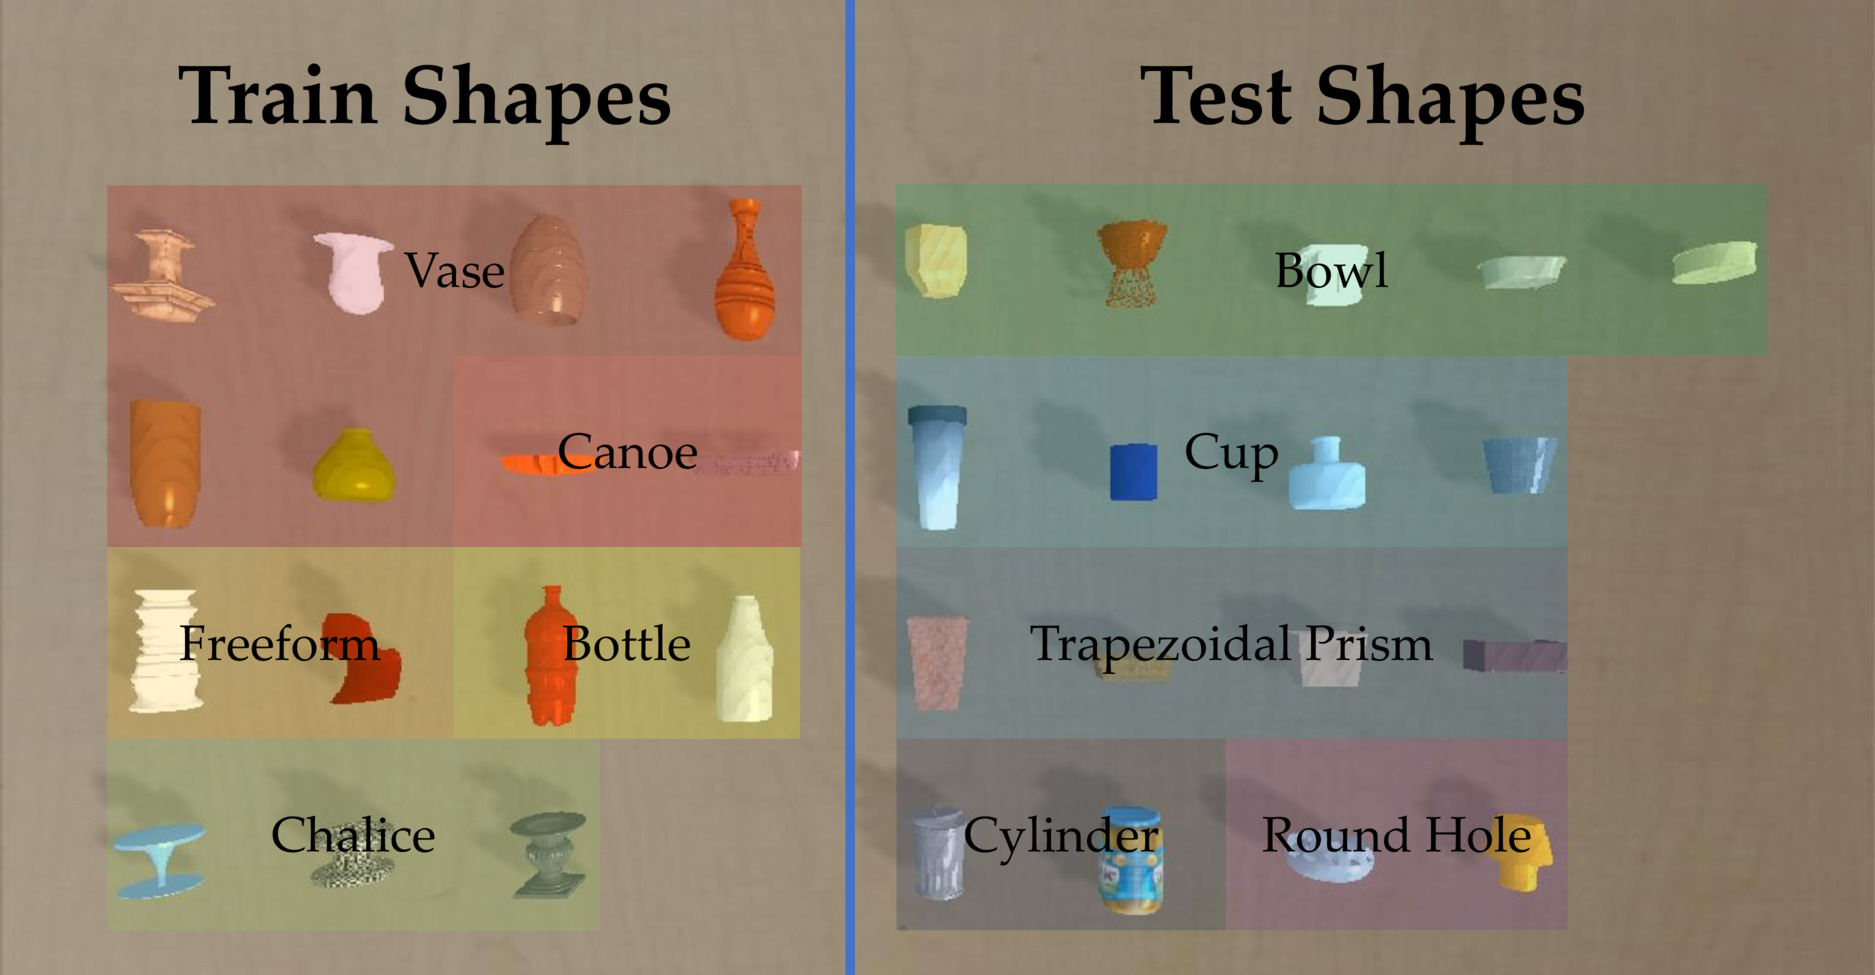 Train Shapes
Vase
Canoe
Freeform
Bottle
Chalice
Test Shapes
Bowl
Cup
Trapezoidal Prism
Cylinder
Round Hole